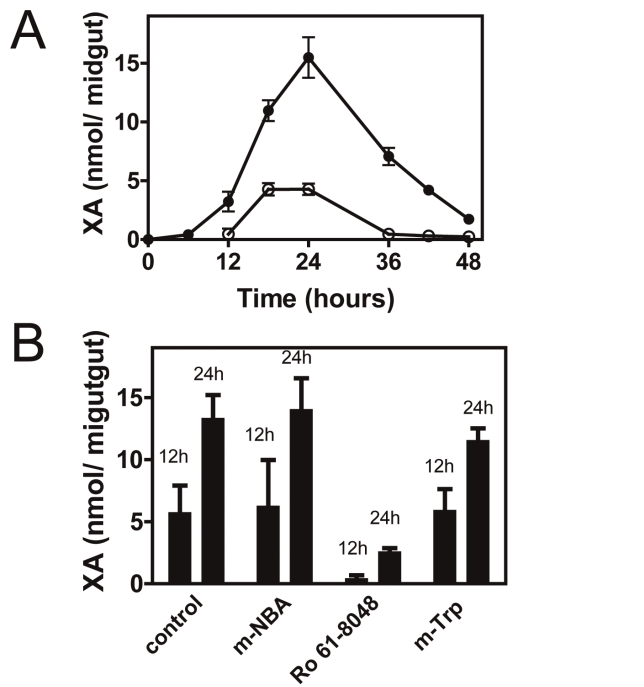 A
XA (nmol/ midgut)
15
10
5
0
0 12 24 36 48
Time (hours)
B
XA (nmol/ migutgut)
15
10
5
0
12h 24h 12h 24h 12h 24h 12h 24h
control m-NBA Ro 61-8048 m-Trp